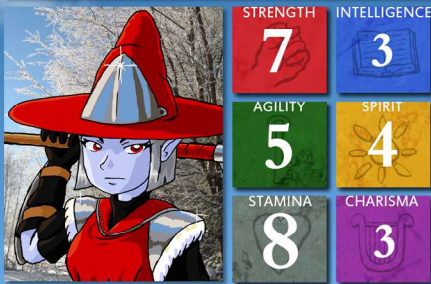 STRENGTH INTELLIGENCE
7 3
AGILITY SPIRIT
5 4
STAMINA CHARISMA
8 3